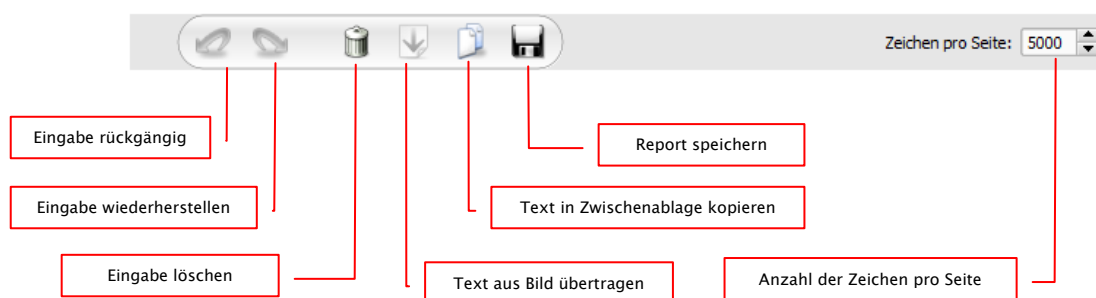 Zeichen pro Seite: 5000
Eingabe rückgängig
Report speichern
Eingabe wiederherstellen
Text in Zwischenablage kopieren
Eingabe löschen
Text aus Bild übertragen
Anzahl der Zeichen pro Seite